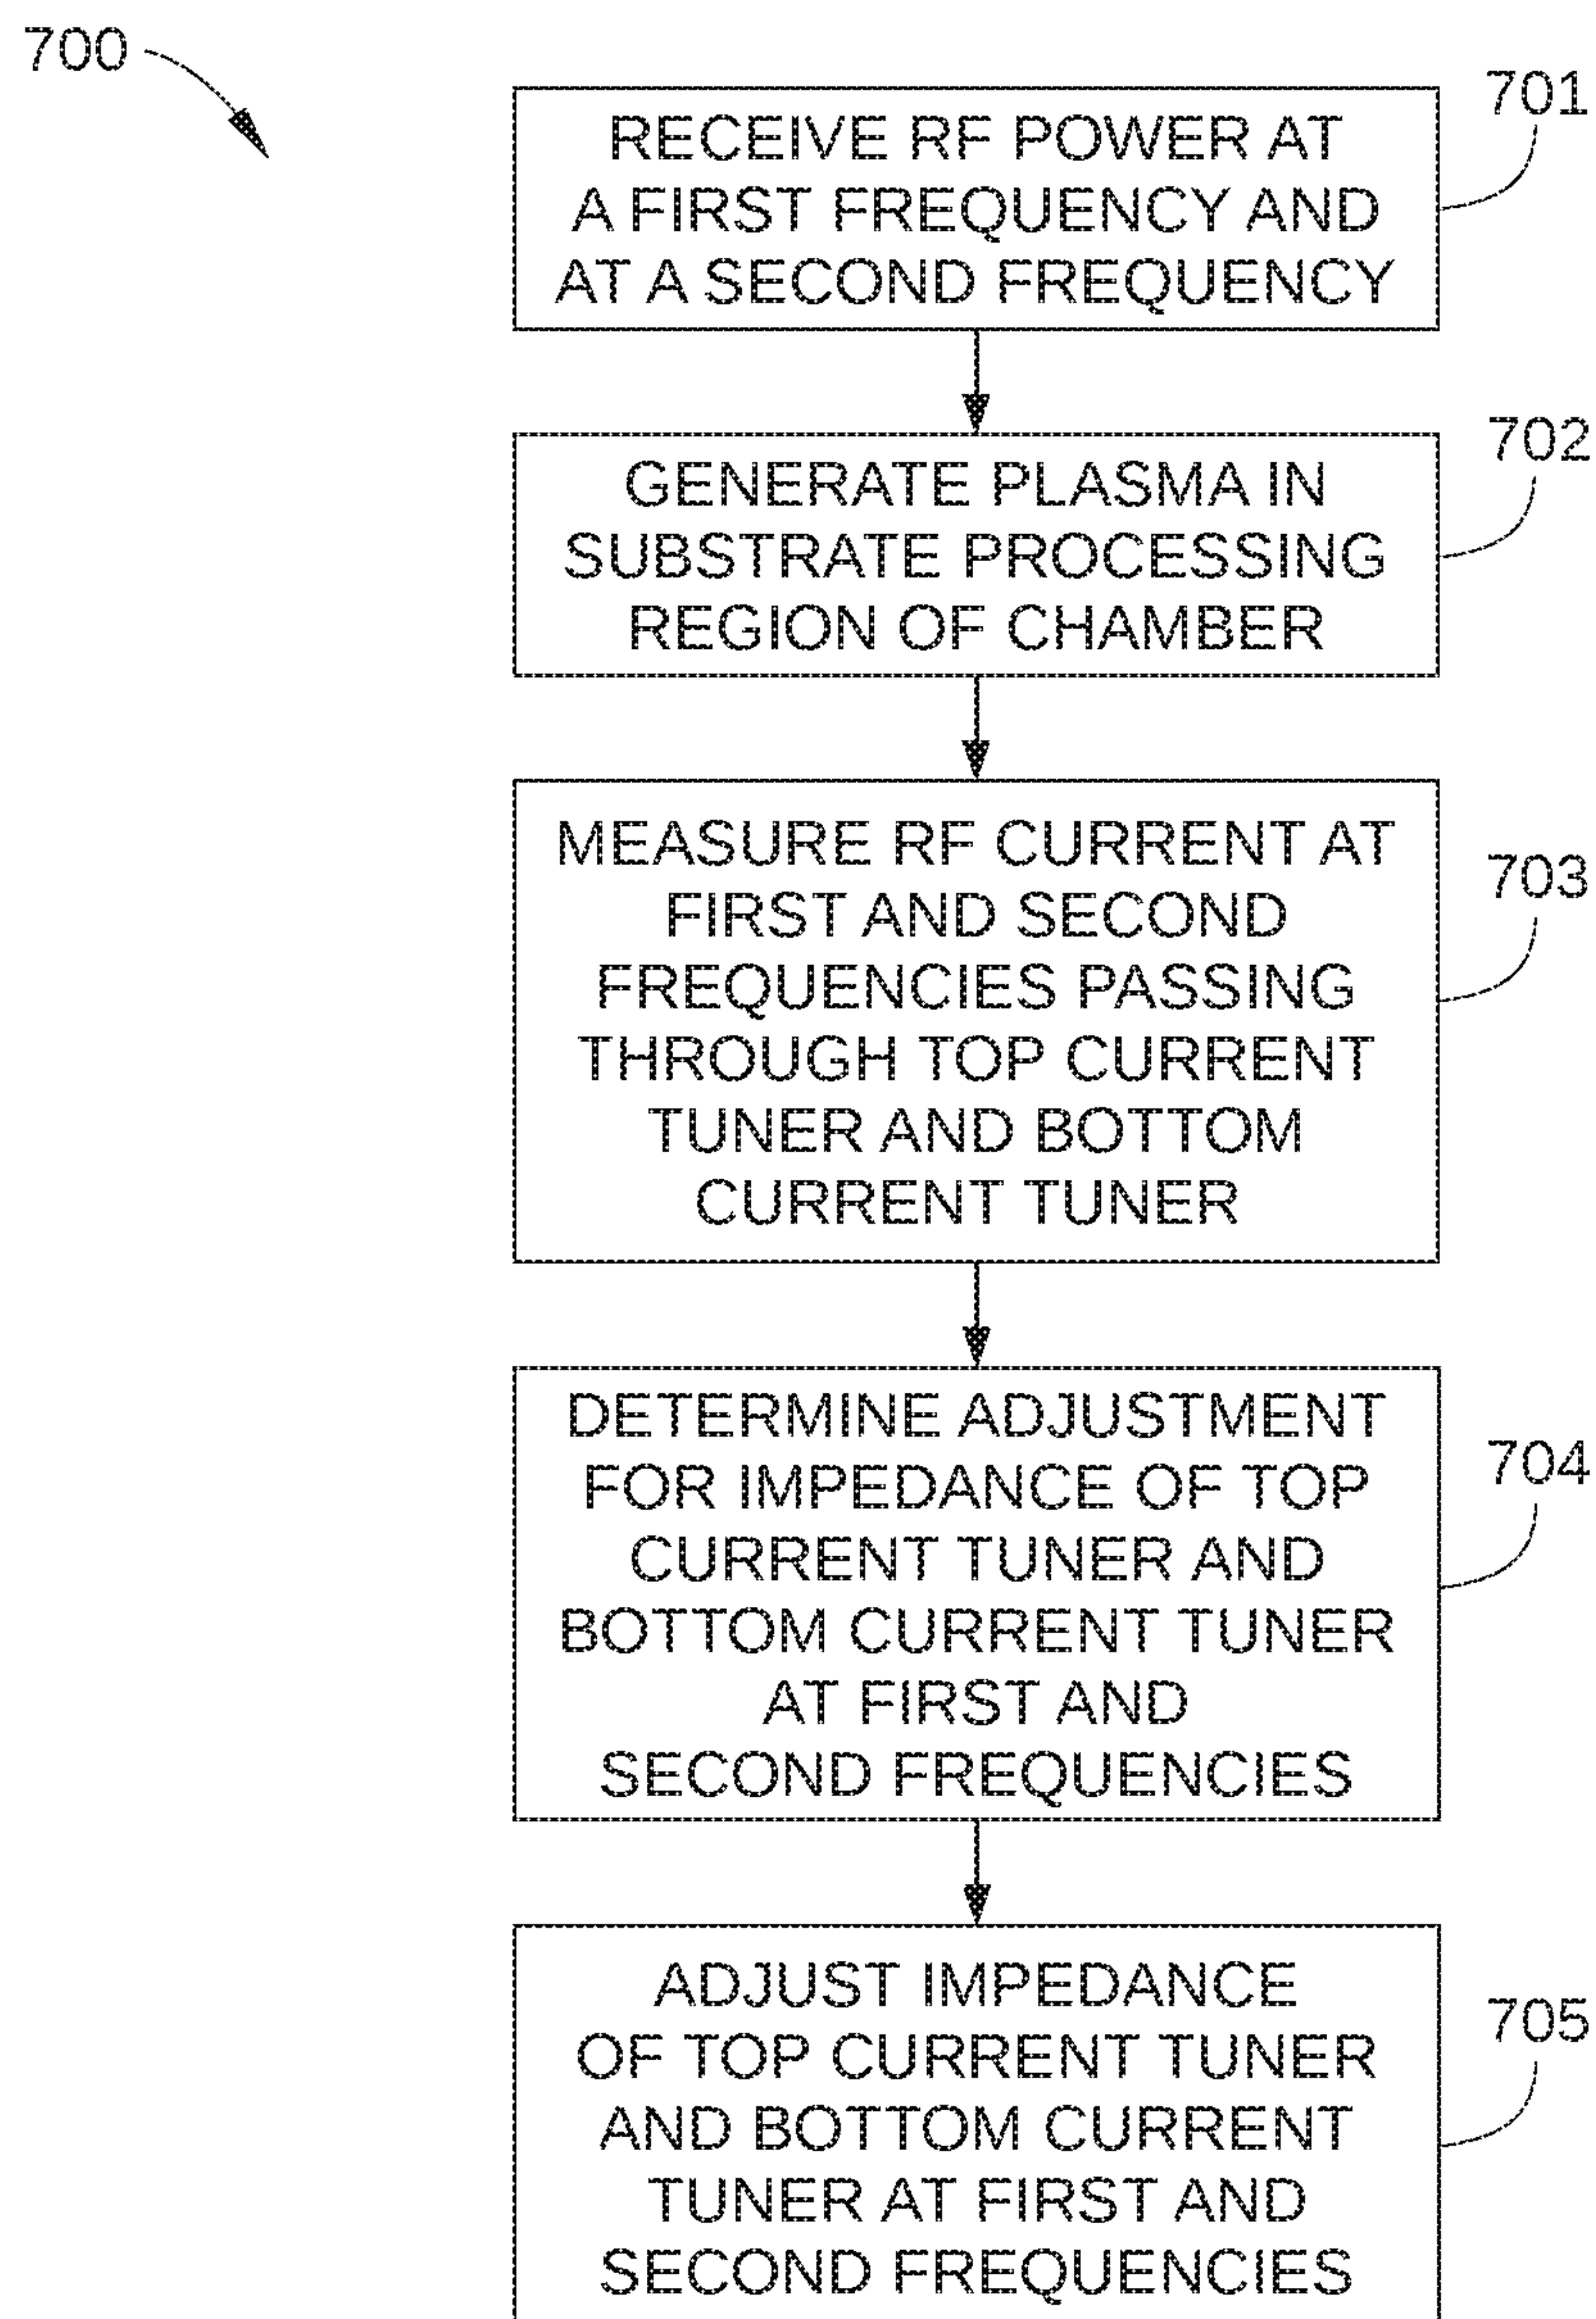 700
701
RECEIVE RF POWER AT
A FIRST FREQUENCY AND
AT A SECOND FREQUENCY
702
GENERATE PLASMA IN
SUBSTRATE PROCESSING
REGION OF CHAMBER
703
MEASURE RF CURRENT AT
FIRST AND SECOND
FREQUENCIES PASSING
THROUGH TOP CURRENT
TUNER AND BOTTOM
CURRENT TUNER
704
DETERMINE ADJUSTMENT
FOR IMPEDANCE OF TOP
CURRENT TUNER AND
BOTTOM CURRENT TUNER
AT FIRST AND
SECOND FREQUENCIES
705
ADJUST IMPEDANCE
OF TOP CURRENT TUNER
AND BOTTOM CURRENT
TUNER AT FIRST AND
SECOND FREQUENCIES